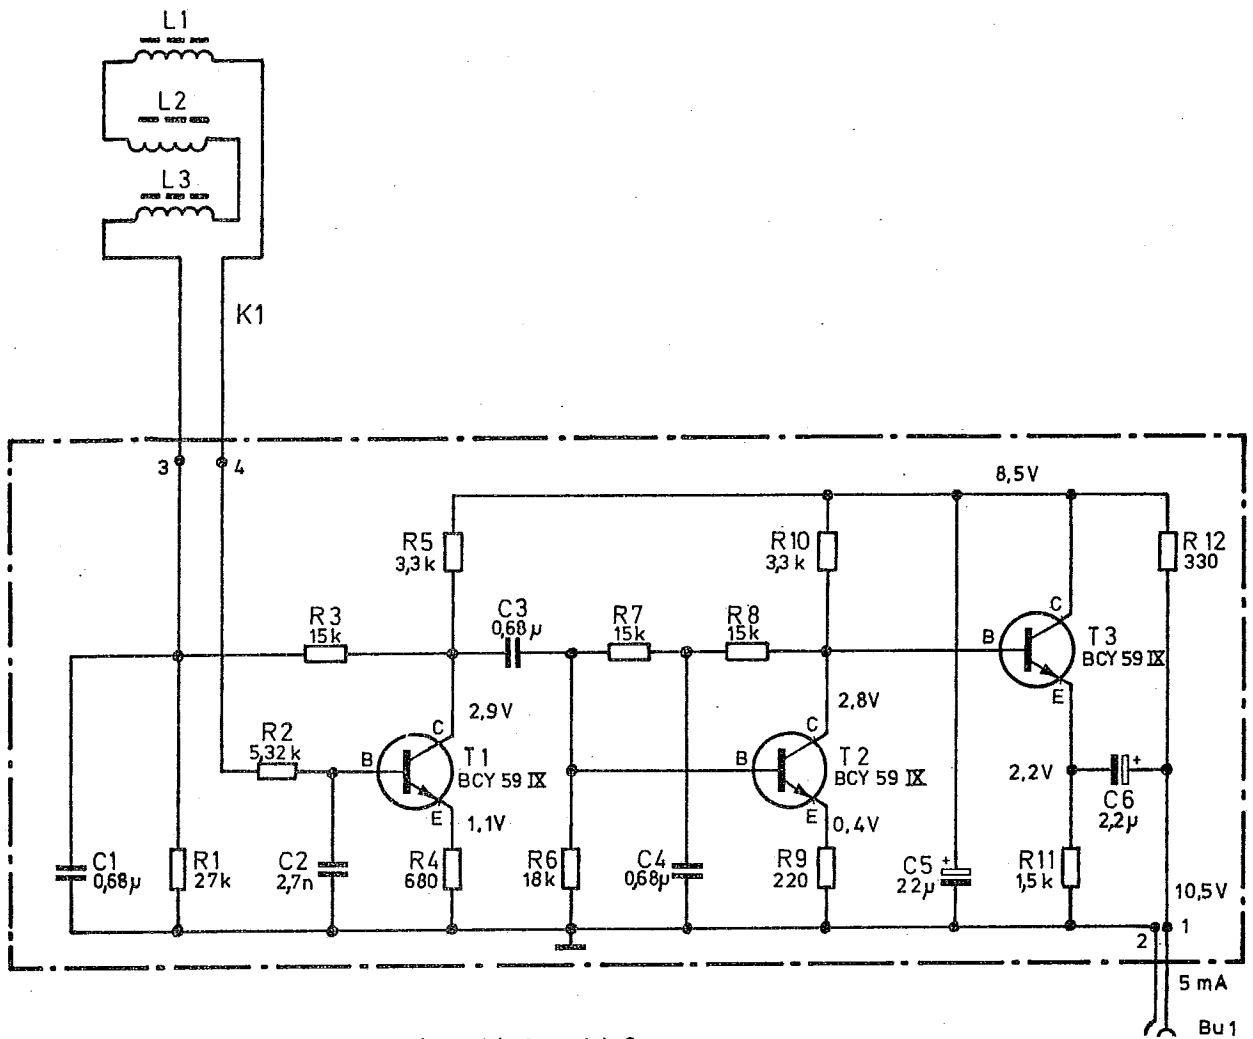 L1
L2
L3
K1
3
4
8,5V
R5
3,3k
R10
3,3k
R12
330
R3
15k
C3
0,68µ
R7
15k
R8
15k
C
B
T3
BCY 59 IX
E
2,9V
2,8V
R2
5,32k
B
C
T1
BCY 59 IX
E
1,1V
B
C
T2
BCY 59 IX
E
0,4V
2,2V
+
C6
2,2µ
C1
0,68µ
R1
27k
C2
2,7n
R4
680
R6
18k
C4
0,68µ
R9
220
C5
+
22µ
R11
1,5k
10,5V
2
1
5 mA
Bu1